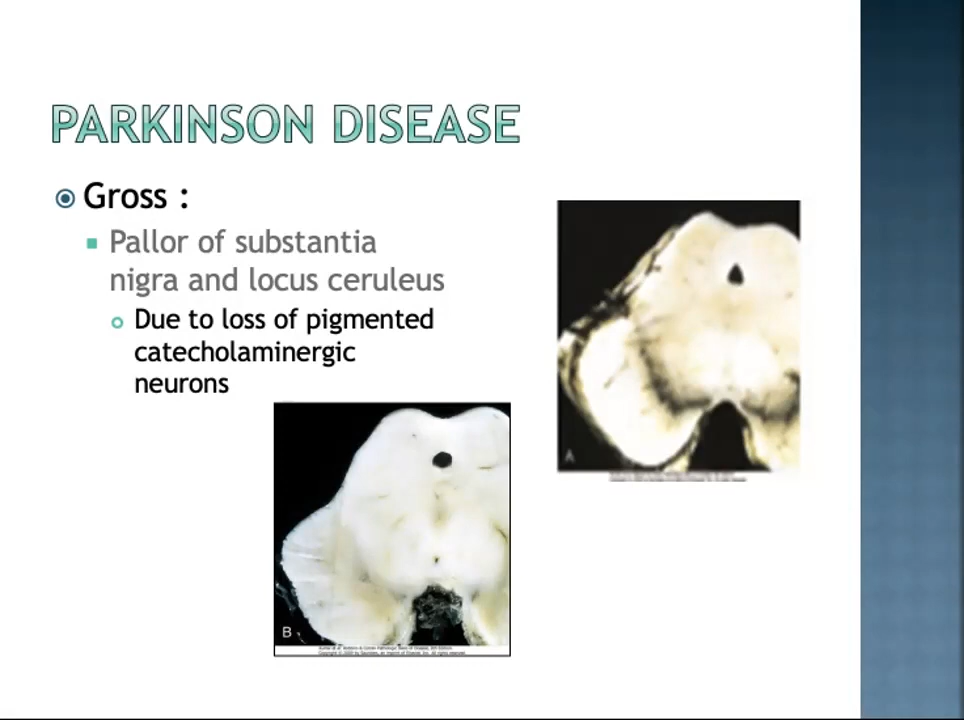 PARKINSON DISEASE
Gross :
Pallor of substantia
nigra and locus ceruleus
Due to loss of pigmented
catecholaminergic
neurons
A
B